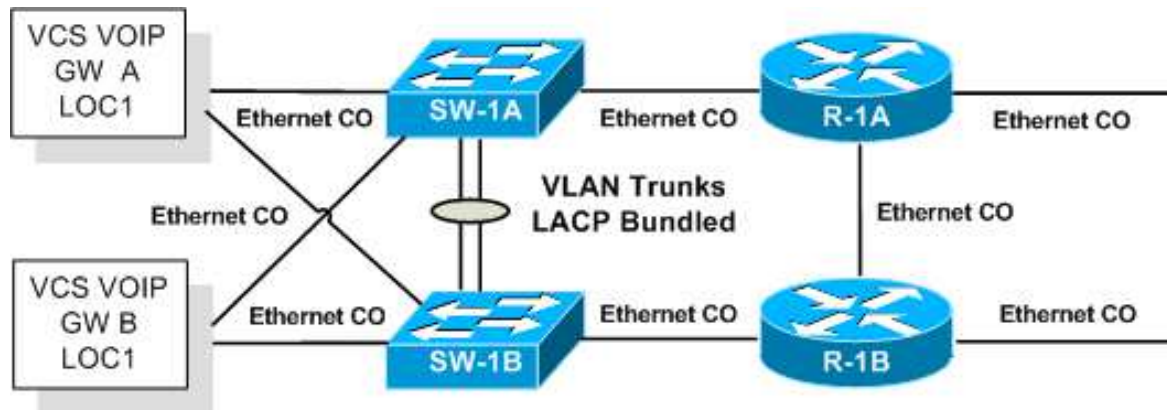 VCS VOIP
GW A
LOC1
Ethernet CO
SW-1A
Ethernet CO
R-1A
Ethernet CO
VLAN Trunks
LACP Bundled
Ethernet CO
Ethernet CO
VCS VOIP
GW B
LOC1
Ethernet CO
SW-1B
Ethernet CO
R-1B
Ethernet CO